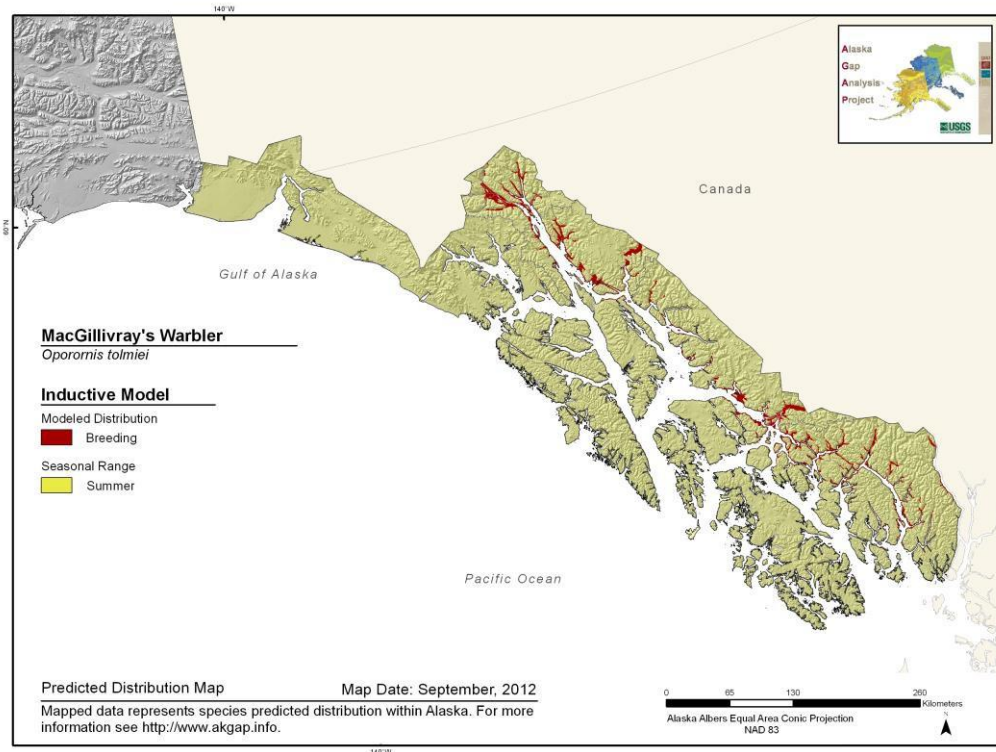 140°W
Alaska
Gap
Analysis
Project
USGS
Canada
60°N
Gulf of Alaska
MacGillivray's Warbler
Oporornis tolmiei
Inductive Model
Modeled Distribution
Breeding
Seasonal Range
Summer
Pacific Ocean
Predicted Distribution Map Map Date: September, 2012
Mapped data represents species predicted distribution within Alaska. For more
information see http://www.akgap.info.
0 65 130 260
Kilometers
Alaska Albers Equal Area Conic Projection
NAD 83
N
140°W